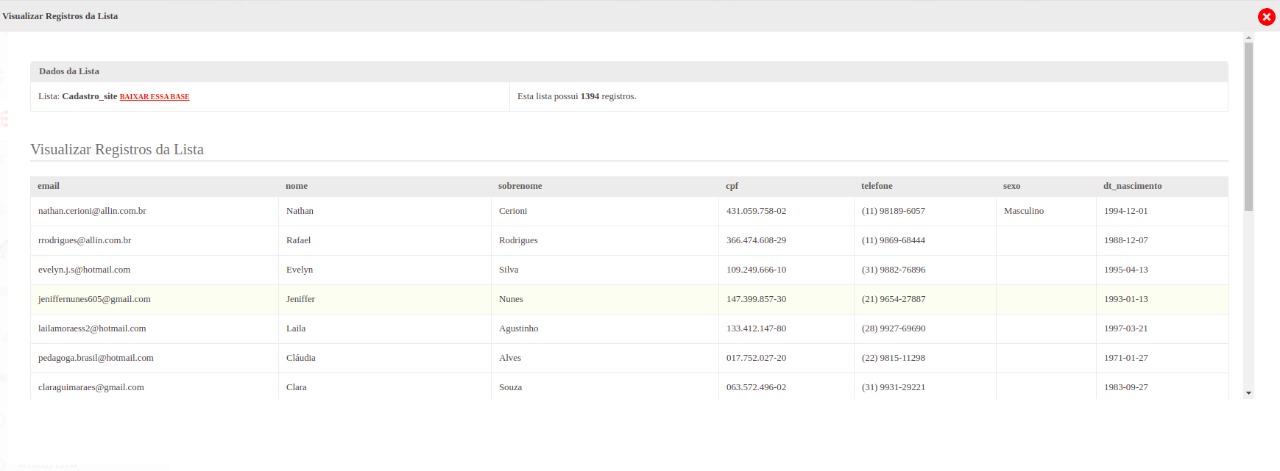 Visualizar Registros da Lista
Dados da Lista
Lista: Cadastro_site BAIXAR ESSA BASE Esta lista possui 1394 registros.
Visualizar Registros da Lista
email nome sobrenome cpf telefone sexo dt_nascimento
nathan.cerioni@allin.com.br Nathan Cerioni 431.059.758-02 (11) 98189-6057 Masculino 1994-12-01
rrodrigues@allin.com.br Rafael Rodrigues 366.474.608-29 (11) 9869-68444 1988-12-07
evelyn.j.s@hotmail.com Evelyn Silva 109.249.666-10 (31) 9882-76896 1995-04-13
jeniffernunes605@gmail.com Jeniffer Nunes 147.399.857-30 (21) 9654-27887 1993-01-13
lailamoraess2@hotmail.com Laila Agustinho 133.412.147-80 (28) 9927-69690 1997-03-21
pedagoga.brasil@hotmail.com Cláudia Alves 017.752.027-20 (22) 9815-11298 1971-01-27
claraguimaraes@gmail.com Clara Souza 063.572.496-02 (31) 9931-29221 1983-09-27